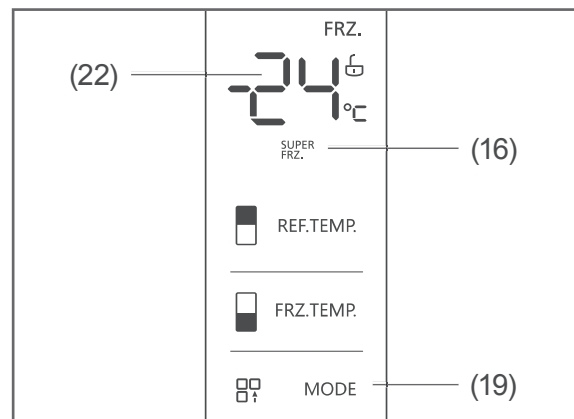 FRZ.
(22)
-24
°C
SUPER
FRZ.
(16)
REF.TEMP.
FRZ.TEMP.
MODE
(19)